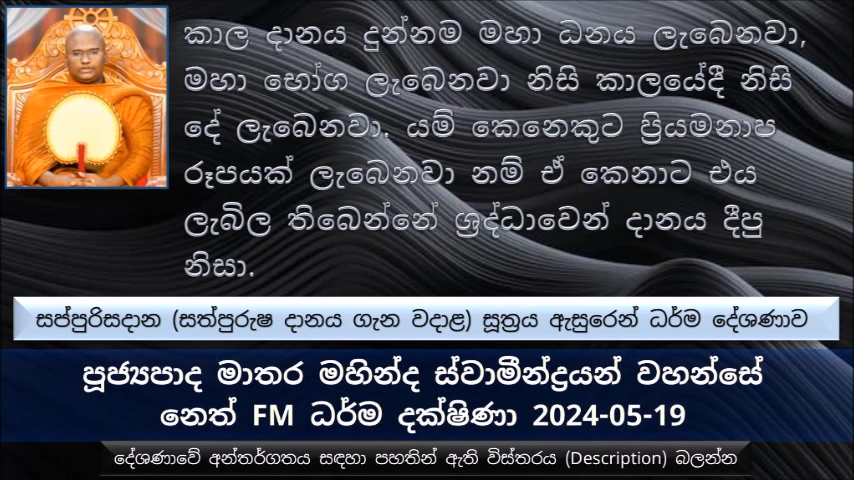 කාල දානය දුන්නම මහා ධනය ලැබෙනවා,
මහා භෝග ලැබෙනවා නිසි කාලයේදී නිසි
දේ ලැබෙනවා. යම් කෙනෙකුට ප්‍රියමනාප
රූපයක් ලැබෙනවා නම් ඒ කෙනාට එය
ලැබිල තිබෙන්නේ ශ්‍රද්ධාවෙන් දානය දීපු
නිසා.
සප්පුරිසදාන (සත්පුරුෂ දානය ගැන වදාළ) සූත්‍රය ඇසුරෙන් ධර්ම දේශණාව
පූජ්‍යපාද මාතර මහින්ද ස්වාමීන්ද්‍රයන් වහන්සේ
නෙත් FM ධර්ම දක්ෂිණා 2024-05-19
දේශණාවේ අන්තර්ගතය සඳහා පහතින් ඇති විස්තරය (Description) බලන්න